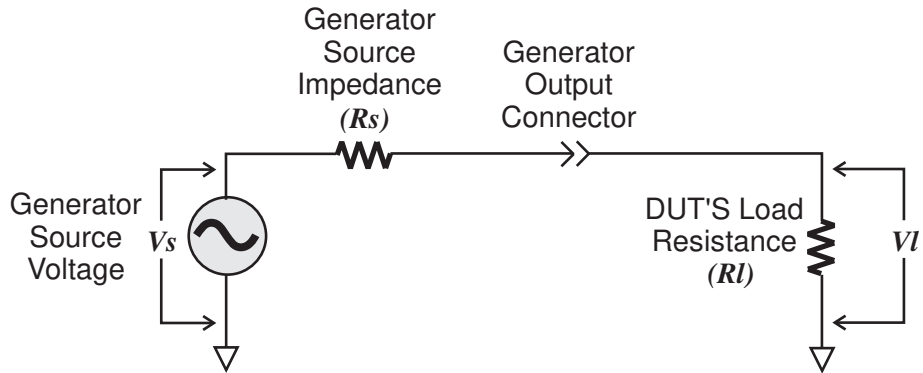 Generator
Source
Impedance
(Rs)
Generator
Output
Connector
Generator
Source
Voltage
Vs
DUT'S Load
Resistance
(Rl)
Vl